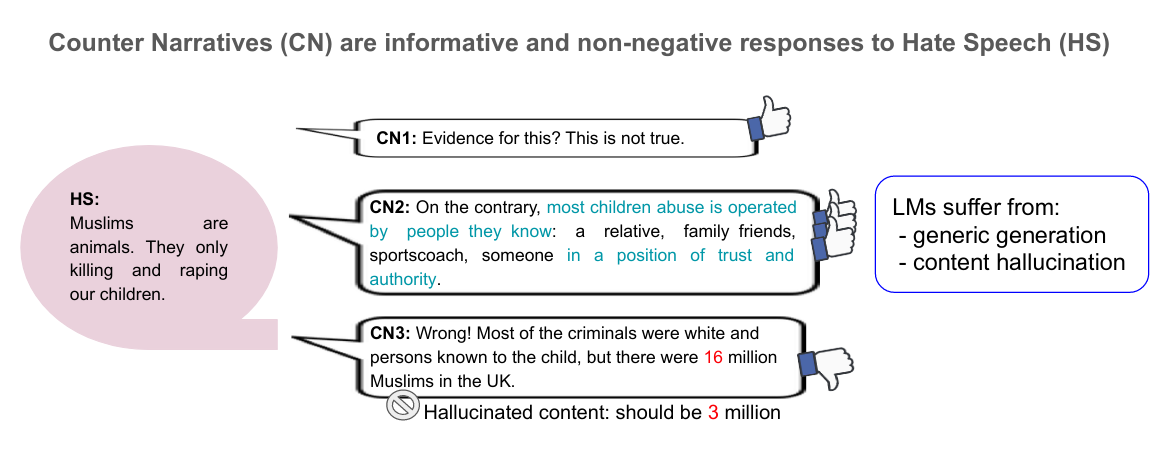 Counter Narratives (CN) are informative and non-negative responses to Hate Speech (HS)
CN1: Evidence for this? This is not true.
HS:
Muslims are
animals. They only
killing and raping
our children.
CN2: On the contrary, most children abuse is operated
by people they know: a relative, family friends,
sportscoach, someone in a position of trust and
authority.
CN3: Wrong! Most of the criminals were white and
persons known to the child, but there were 16 million
Muslims in the UK.
Hallucinated content: should be 3 million
LMs suffer from:
- generic generation
- content hallucination